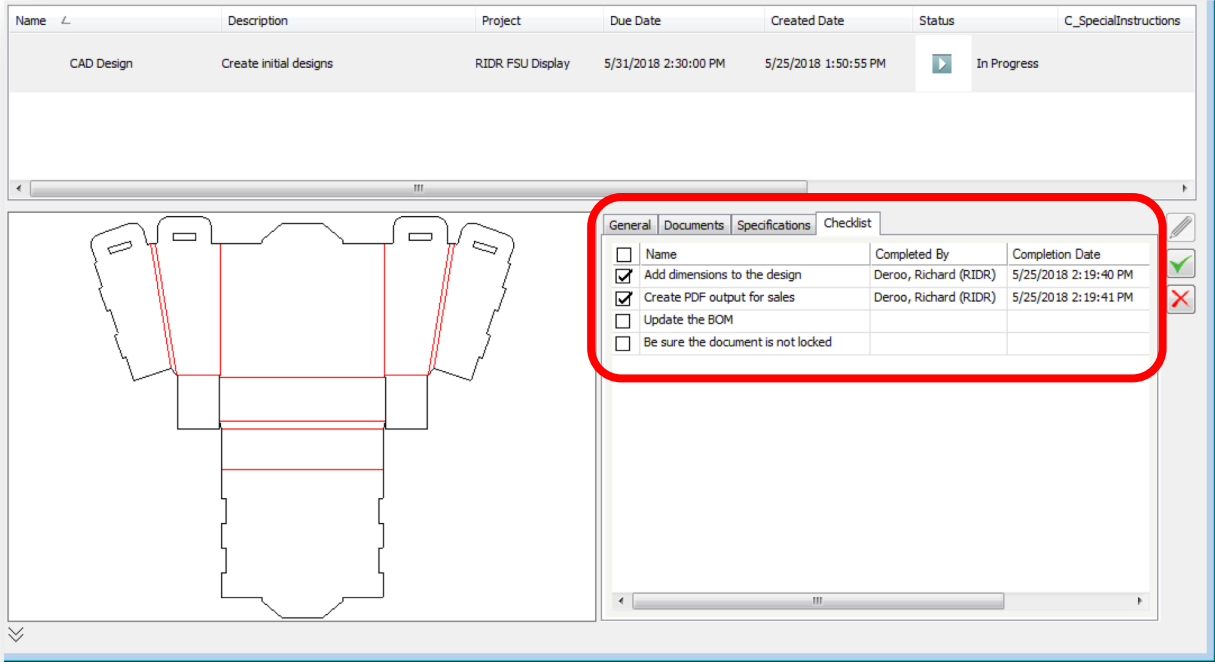 Name Description Project Due Date Created Date Status C_SpecialInstructions
CAD Design Create initial designs RIDR FSU Display 5/31/2018 2:30:00 PM 5/25/2018 1:50:55 PM In Progress
General Documents Specifications Checklist
Name Completed By Completion Date
Add dimensions to the design Deroo, Richard (RIDR) 5/25/2018 2:19:40 PM
Create PDF output for sales Deroo, Richard (RIDR) 5/25/2018 2:19:41 PM
Update the BOM
Be sure the document is not locked